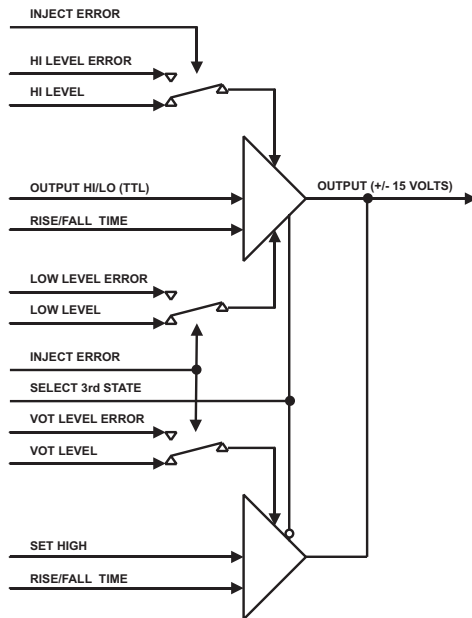 INJECT ERROR
HI LEVEL ERROR
HI LEVEL
OUTPUT HI/LO (TTL)
OUTPUT (+/- 15 VOLTS)
RISE/FALL TIME
LOW LEVEL ERROR
LOW LEVEL
INJECT ERROR
SELECT 3rd STATE
VOT LEVEL ERROR
VOT LEVEL
SET HIGH
RISE/FALL TIME